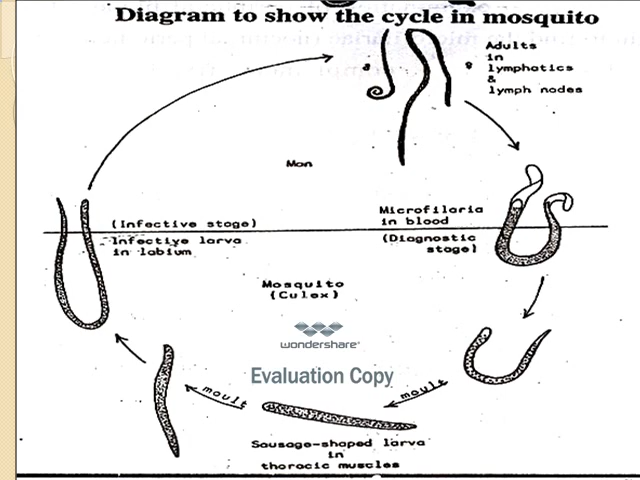 Diagram to show the cycle in mosquito
Adults
in
lymphatics
&
lymph nodes
Man
(Infective stage)
Microfilaria
in blood
Infective larva
in labium
(Diagnostic
stage)
Mosquito
(Culex)
wondershare
Evaluation Copy
moult
moult
Sausage-shaped larva
in
thoracic muscles